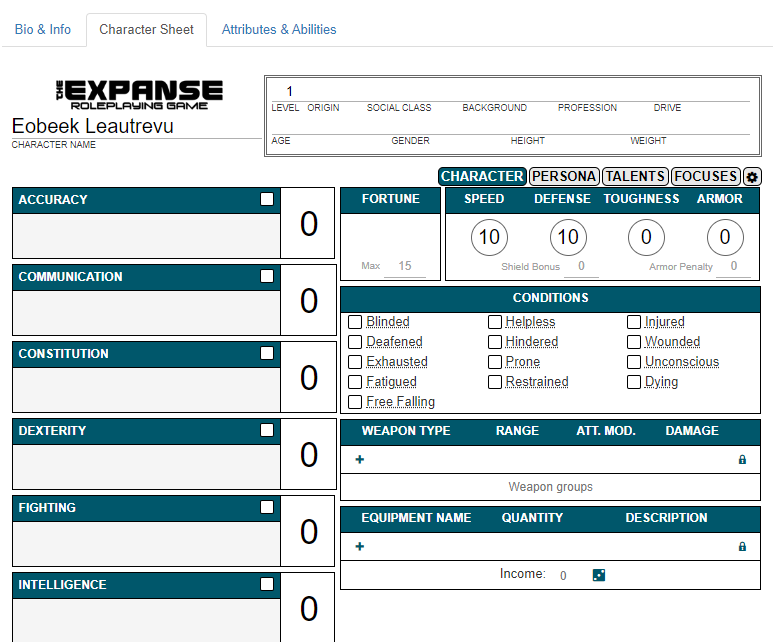 Bio & Info Character Sheet Attributes & Abilities
THE EXPANSE
ROLEPLAYING GAME
Eobeek Leautrevu
CHARACTER NAME
1
LEVEL ORIGIN SOCIAL CLASS BACKGROUND PROFESSION DRIVE
AGE GENDER HEIGHT WEIGHT
CHARACTER PERSONA TALENTS FOCUSES
ACCURACY
0
COMMUNICATION
0
CONSTITUTION
0
DEXTERITY
0
FIGHTING
0
INTELLIGENCE
0
FORTUNE
Max 15
SPEED DEFENSE TOUGHNESS ARMOR
10 10 0 0
Shield Bonus 0 Armor Penalty 0
CONDITIONS
Blinded Helpless Injured
Deafened Hindered Wounded
Exhausted Prone Unconscious
Fatigued Restrained Dying
Free Falling
WEAPON TYPE RANGE ATT. MOD. DAMAGE
+
Weapon groups
EQUIPMENT NAME QUANTITY DESCRIPTION
+
Income: 0